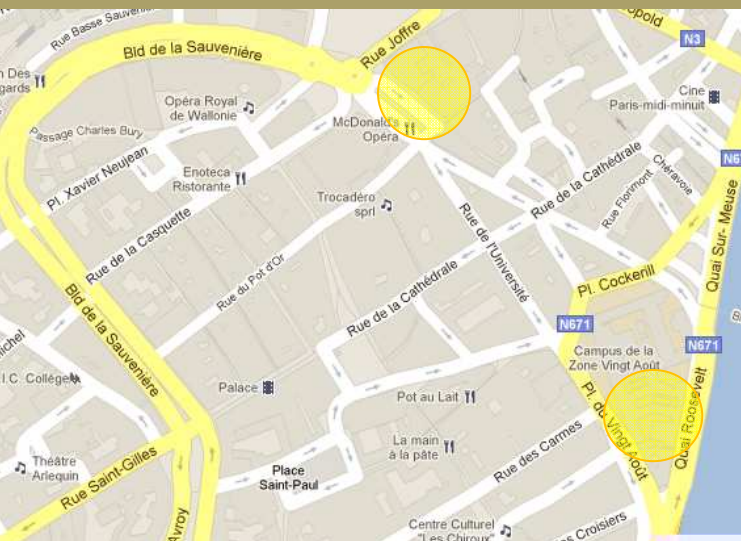 Rue Basse Sauveni
Bld de la Sauvenière
Rue Joffre
opold
N3
n Des
gards
Opéra Royal
de Wallonie
Cine
Paris-midi-minuit
Passage Charles Bury
McDonald's
Opéra
N67
Pl. Xavier Neujean
Enoteca
Ristorante
Rue de la Cathédrale
Chéravoie
Rue Florimont
Trocadéro
sprl
Rue de la Casquette
Rue de l'Université
Quai Sur- Meuse
Rue du Pot d'Or
Rue de la Cathédrale
Pl. Cockerill
Bld de la Sauvenière
N671
N671
ichel
Campus de la
Zone Vingt Août
I.C. Collège
Palace
Pot au Lait
Pl. du Vingt Août
Quai Roosevelt
La main
à la pâte
Rue des Carmes
Théâtre
Arlequin
Rue Saint-Gilles
Place
Saint-Paul
Avroy
Centre Culturel
"Les Chiroux"
es Croisiers